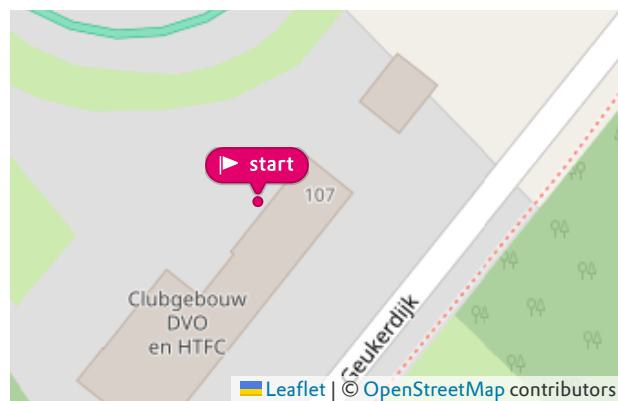 start
107
Clubgebouw
DVO
en HTFC
Geukerdijk
Leaflet | © OpenStreetMap contributors